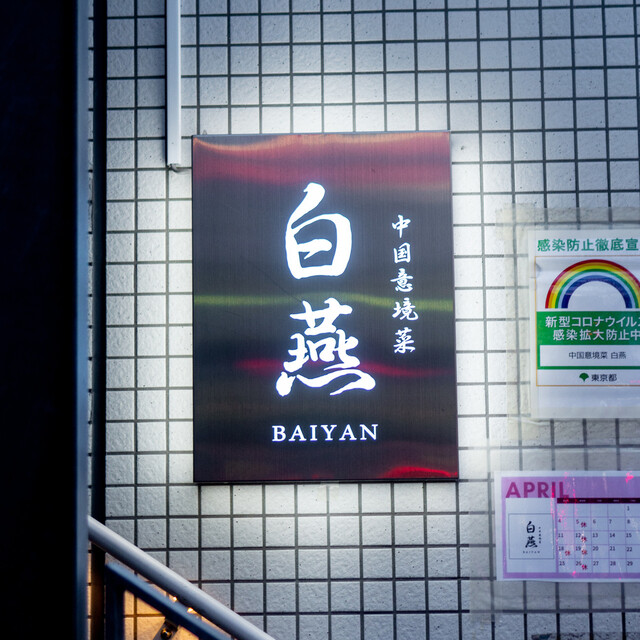 白燕
中国意境菜
BAIYAN
感染防止徹底宣
新型コロナウイル
感染拡大防止中
中国意境菜 白燕
東京都
APRIL
白燕
BAIYAN